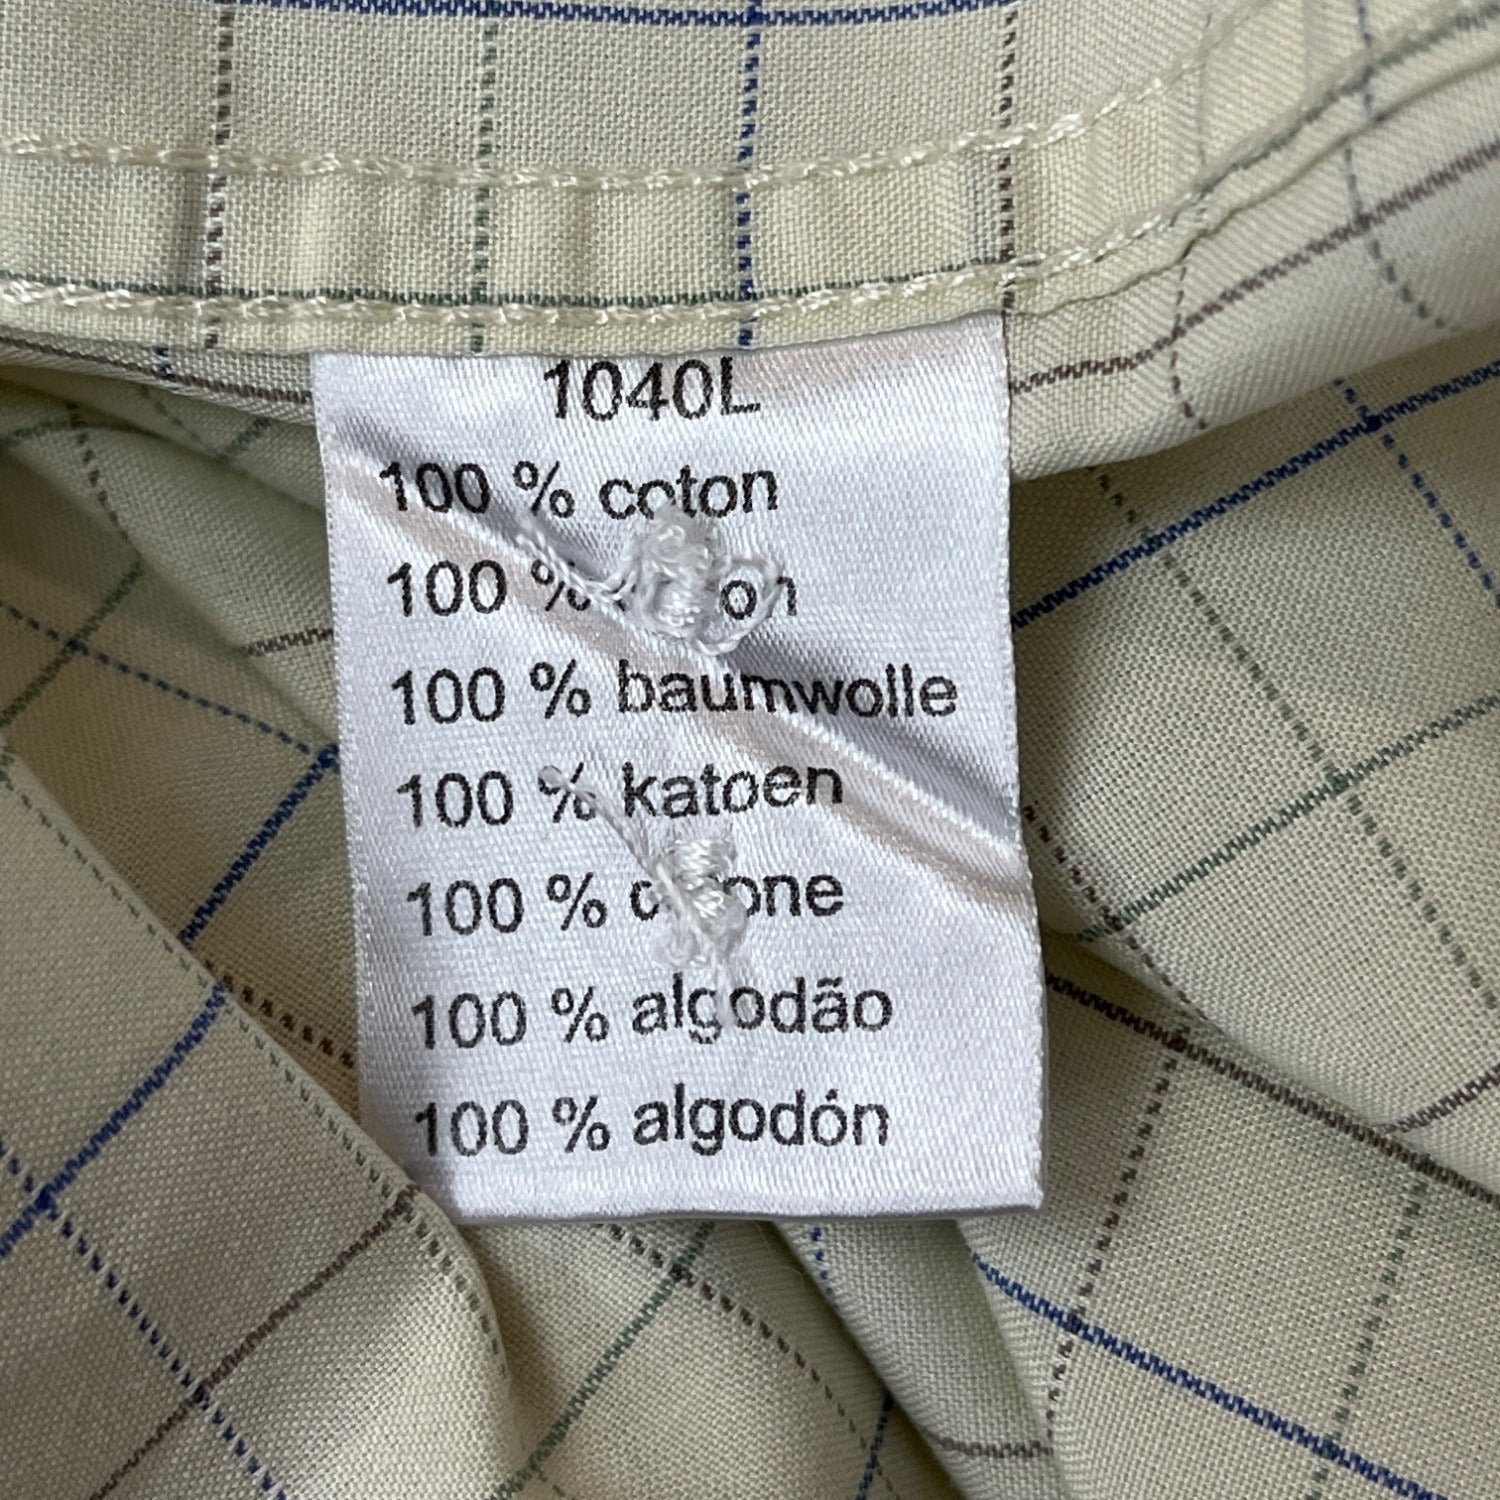 1040L
100 % coton
100 %
100 % baumwolle
100 % katoen
100 %
100 % algodão
100 % algodón